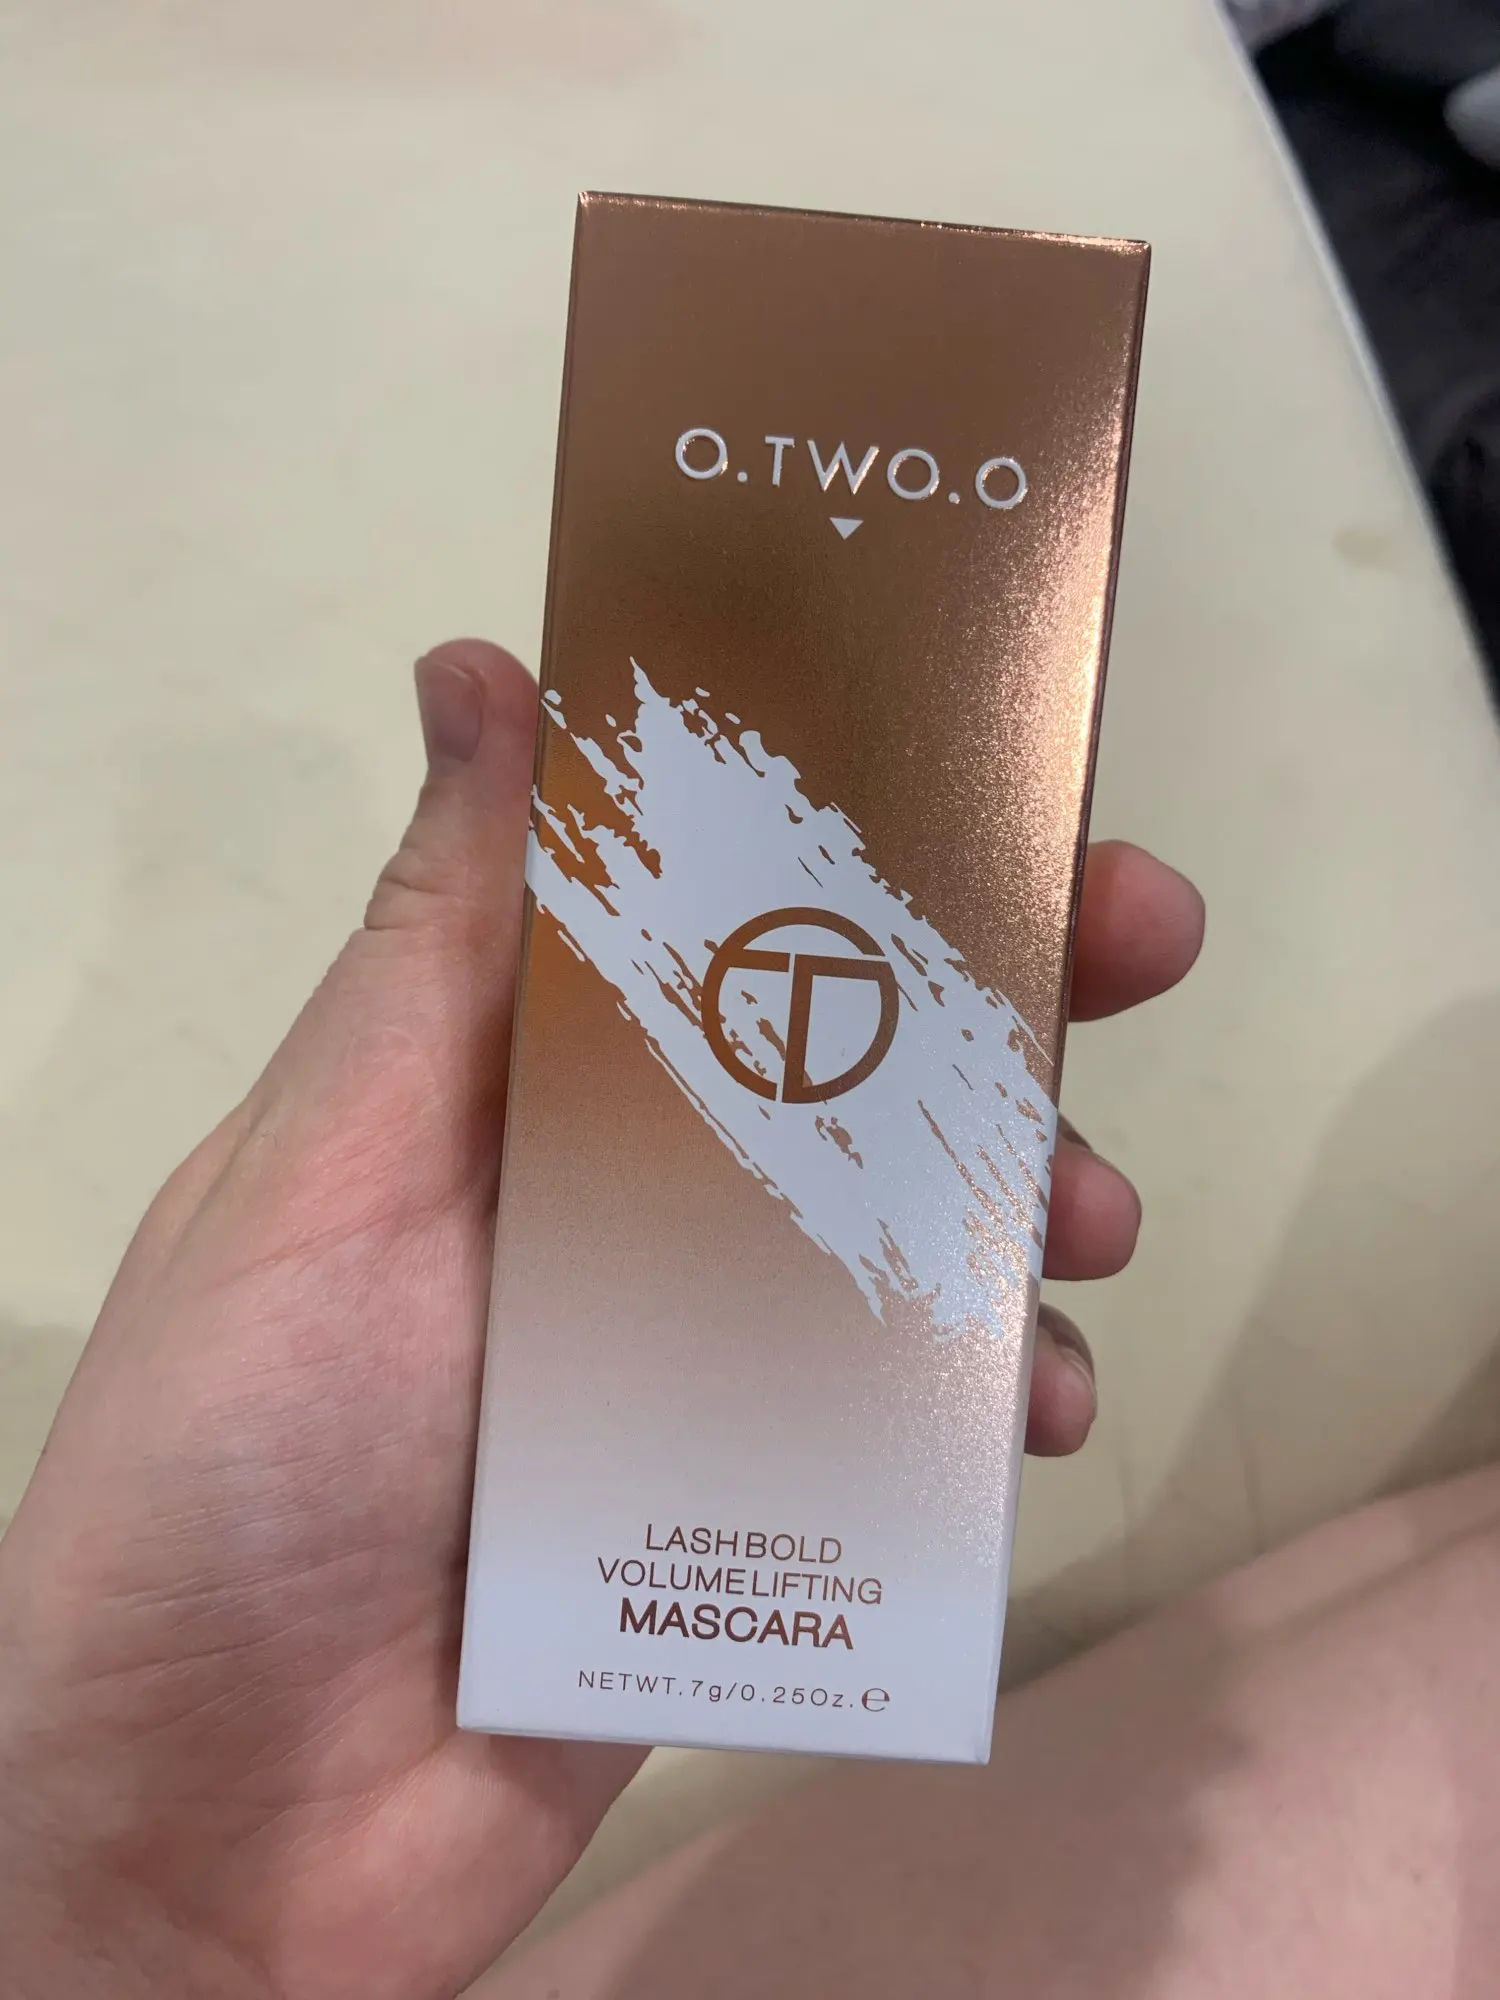 O.TWO.O
LASH BOLD
VOLUME LIFTING
MASCARA
NETWT.7g/0.25Oz.℮